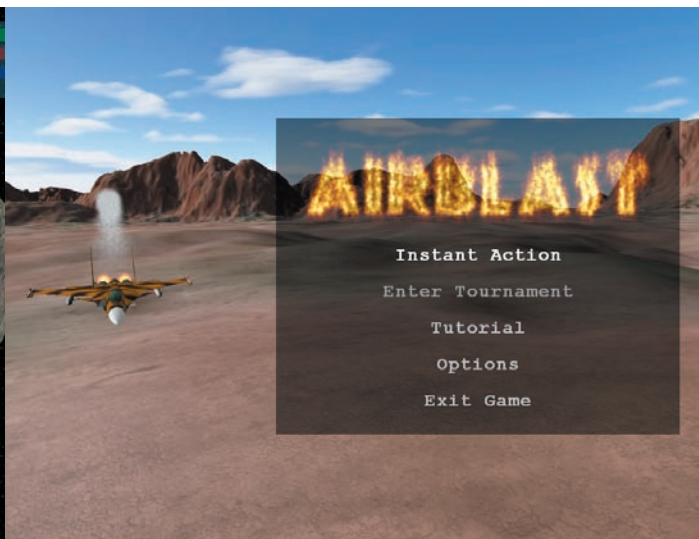 AIRBLAST
Instant Action
Enter Tournament
Tutorial
Options
Exit Game